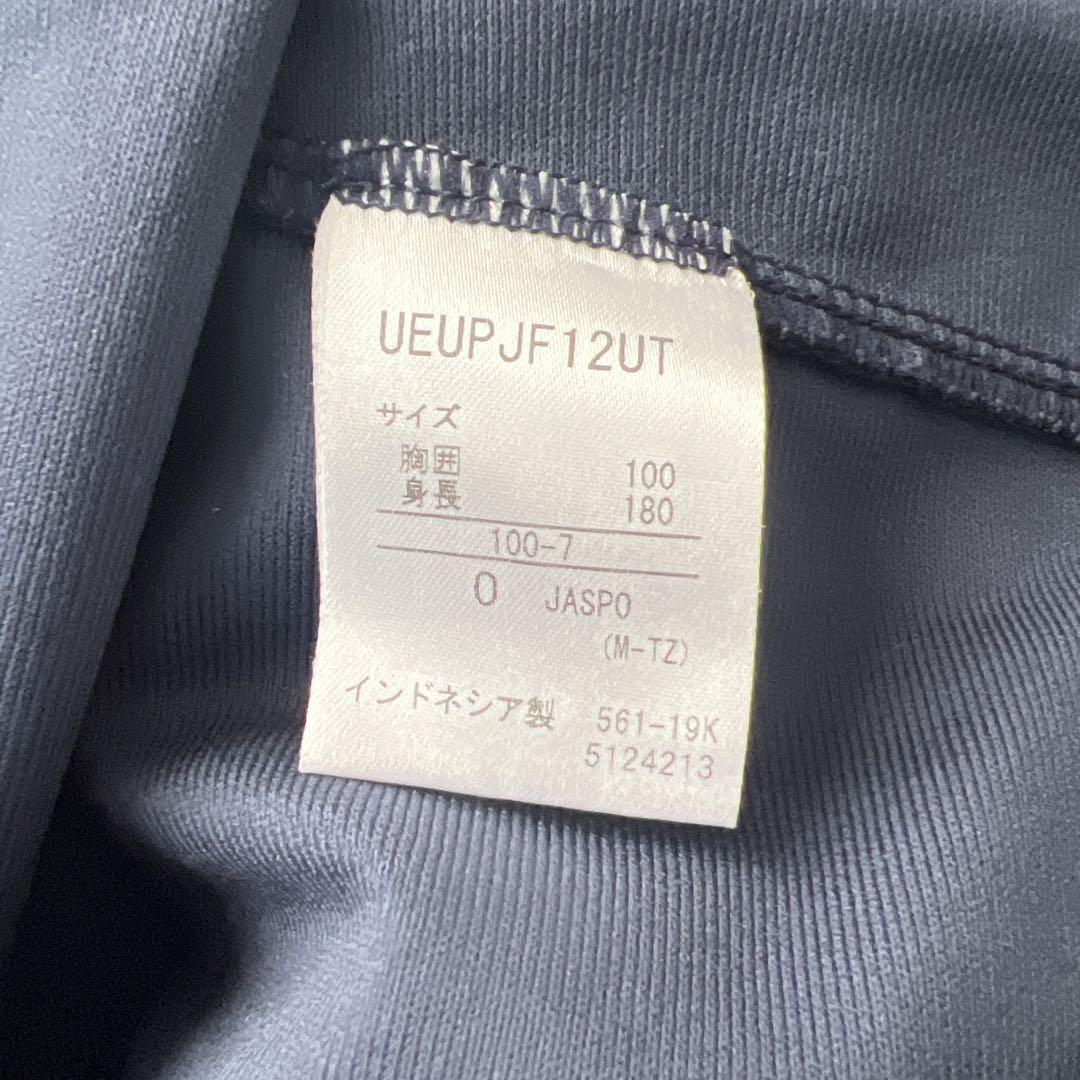 UEUPJF12UT
サイズ
胸囲 100
身長 180
100-7
O JASPO
(M-TZ)
インドネシア製 561-19K
5124213